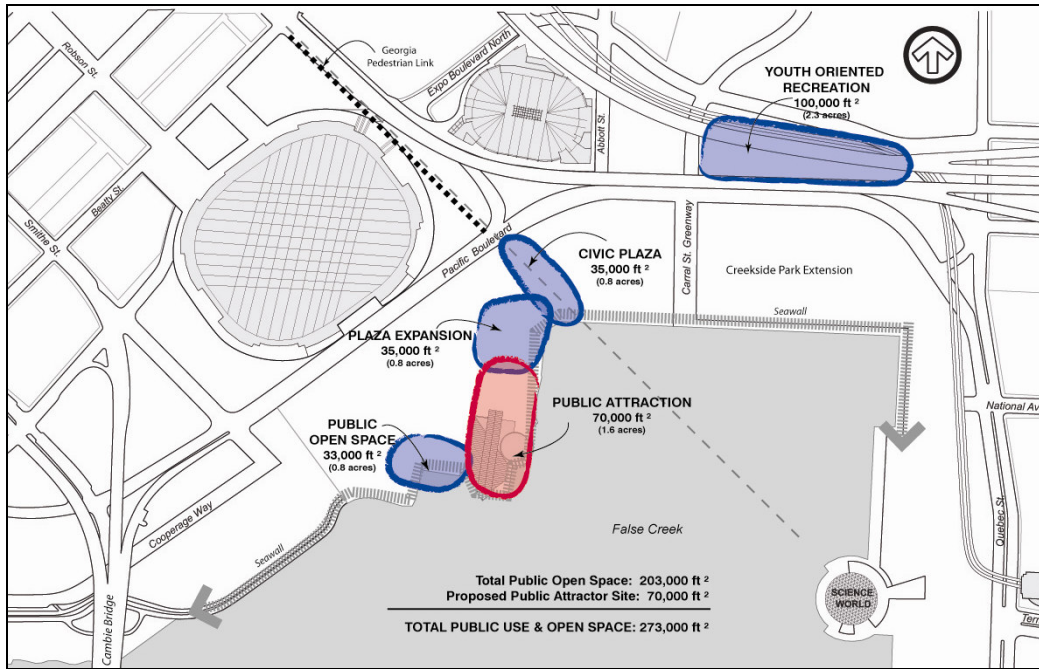 Robson St.
Georgia
Pedestrian Link
Expo Boulevard North
Abbott St.
YOUTH ORIENTED
RECREATION
100,000 ft ²
(2.3 acres)
Beatty St.
Smithe St.
Pacific Boulevard
CIVIC PLAZA
35,000 ft ²
(0.8 acres)
Carral St. Greenway
Creekside Park Extension
Seawall
PLAZA EXPANSION
35,000 ft ²
(0.8 acres)
PUBLIC ATTRACTION
70,000 ft ²
(1.6 acres)
National Av
PUBLIC
OPEN SPACE
33,000 ft ²
(0.8 acres)
Cooperage Way
Seawall
False Creek
Quebec St.
Cambie Bridge
SCIENCE
WORLD
Terr
Total Public Open Space: 203,000 ft ²
Proposed Public Attractor Site: 70,000 ft ²
TOTAL PUBLIC USE & OPEN SPACE: 273,000 ft ²